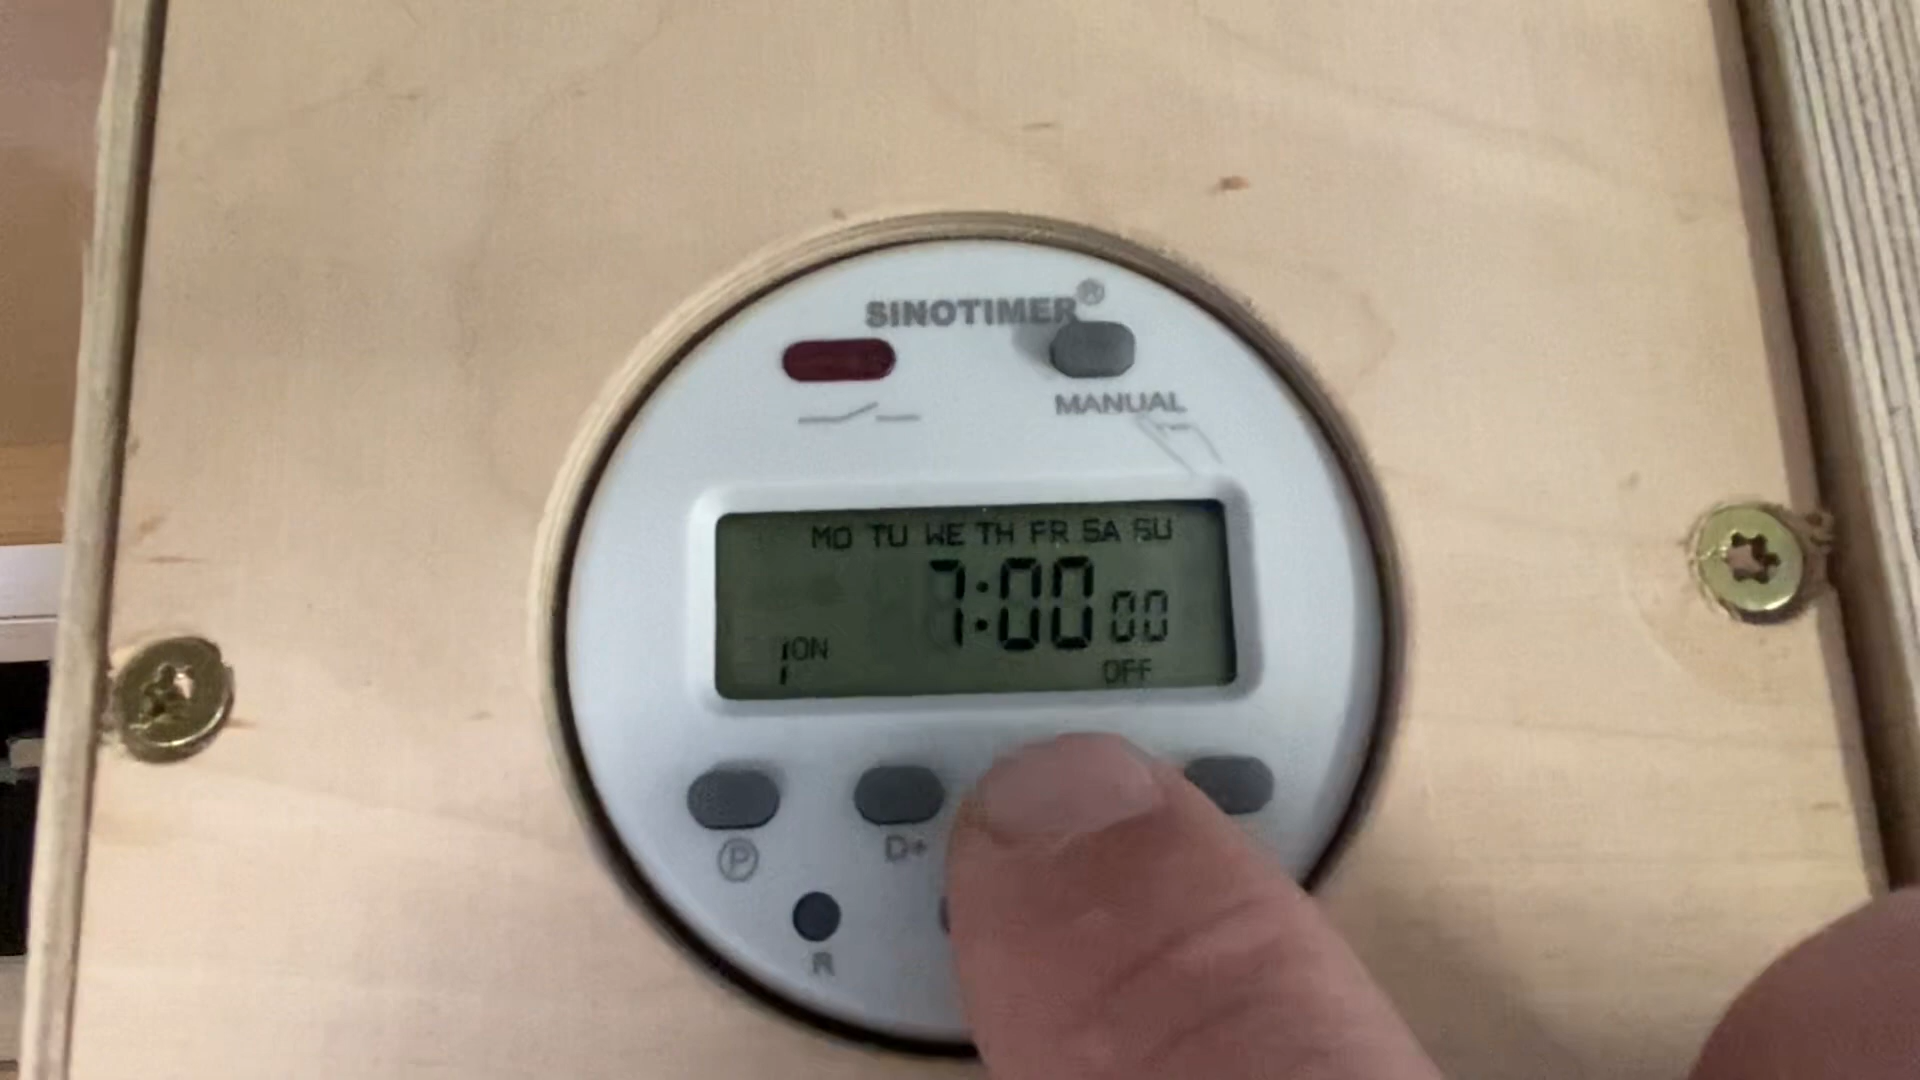 SINOTIMER®
MANUAL
MO TU WE TH FR SA SU
7:00 00
1 ON
OFF
P
D+
R